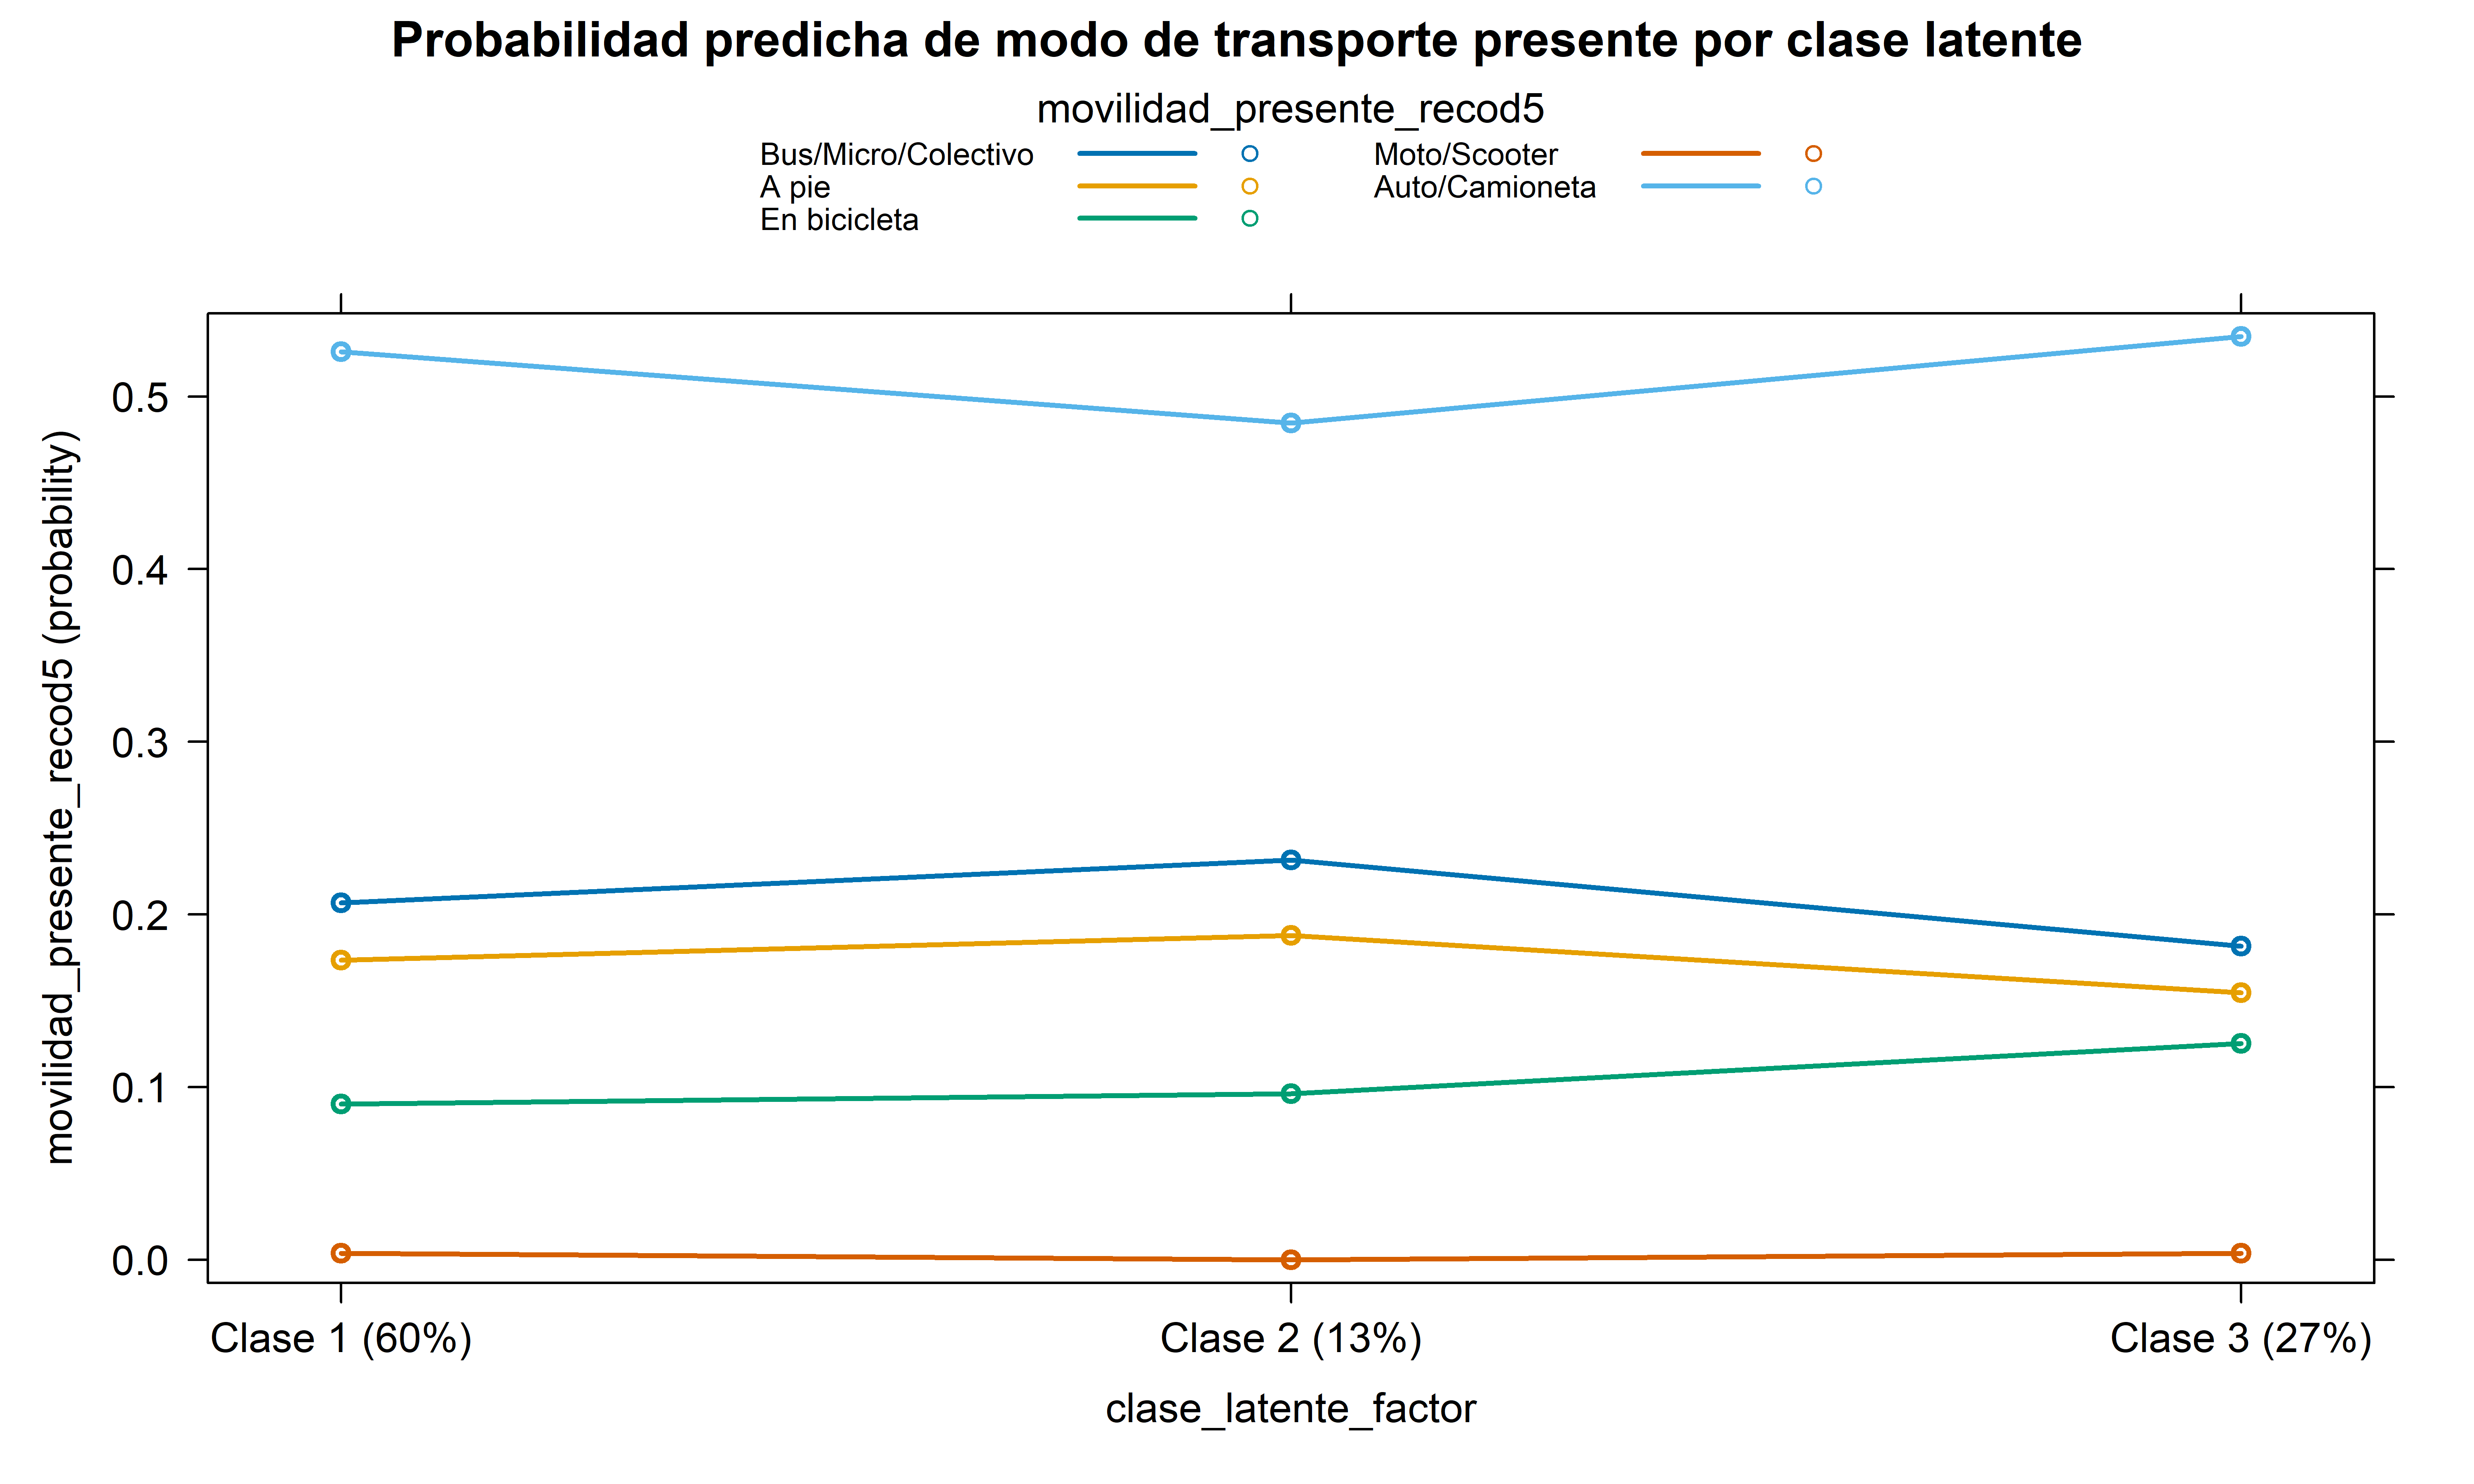 Probabilidad predicha de modo de transporte presente por clase latente
movilidad_presente_recod5
Bus/Micro/Colectivo
A pie
En bicicleta
Moto/Scooter
Auto/Camioneta
movilidad_presente_recod5 (probability)
0.5
0.4
0.3
0.2
0.1
0.0
Clase 1 (60%)
Clase 2 (13%)
Clase 3 (27%)
clase_latente_factor